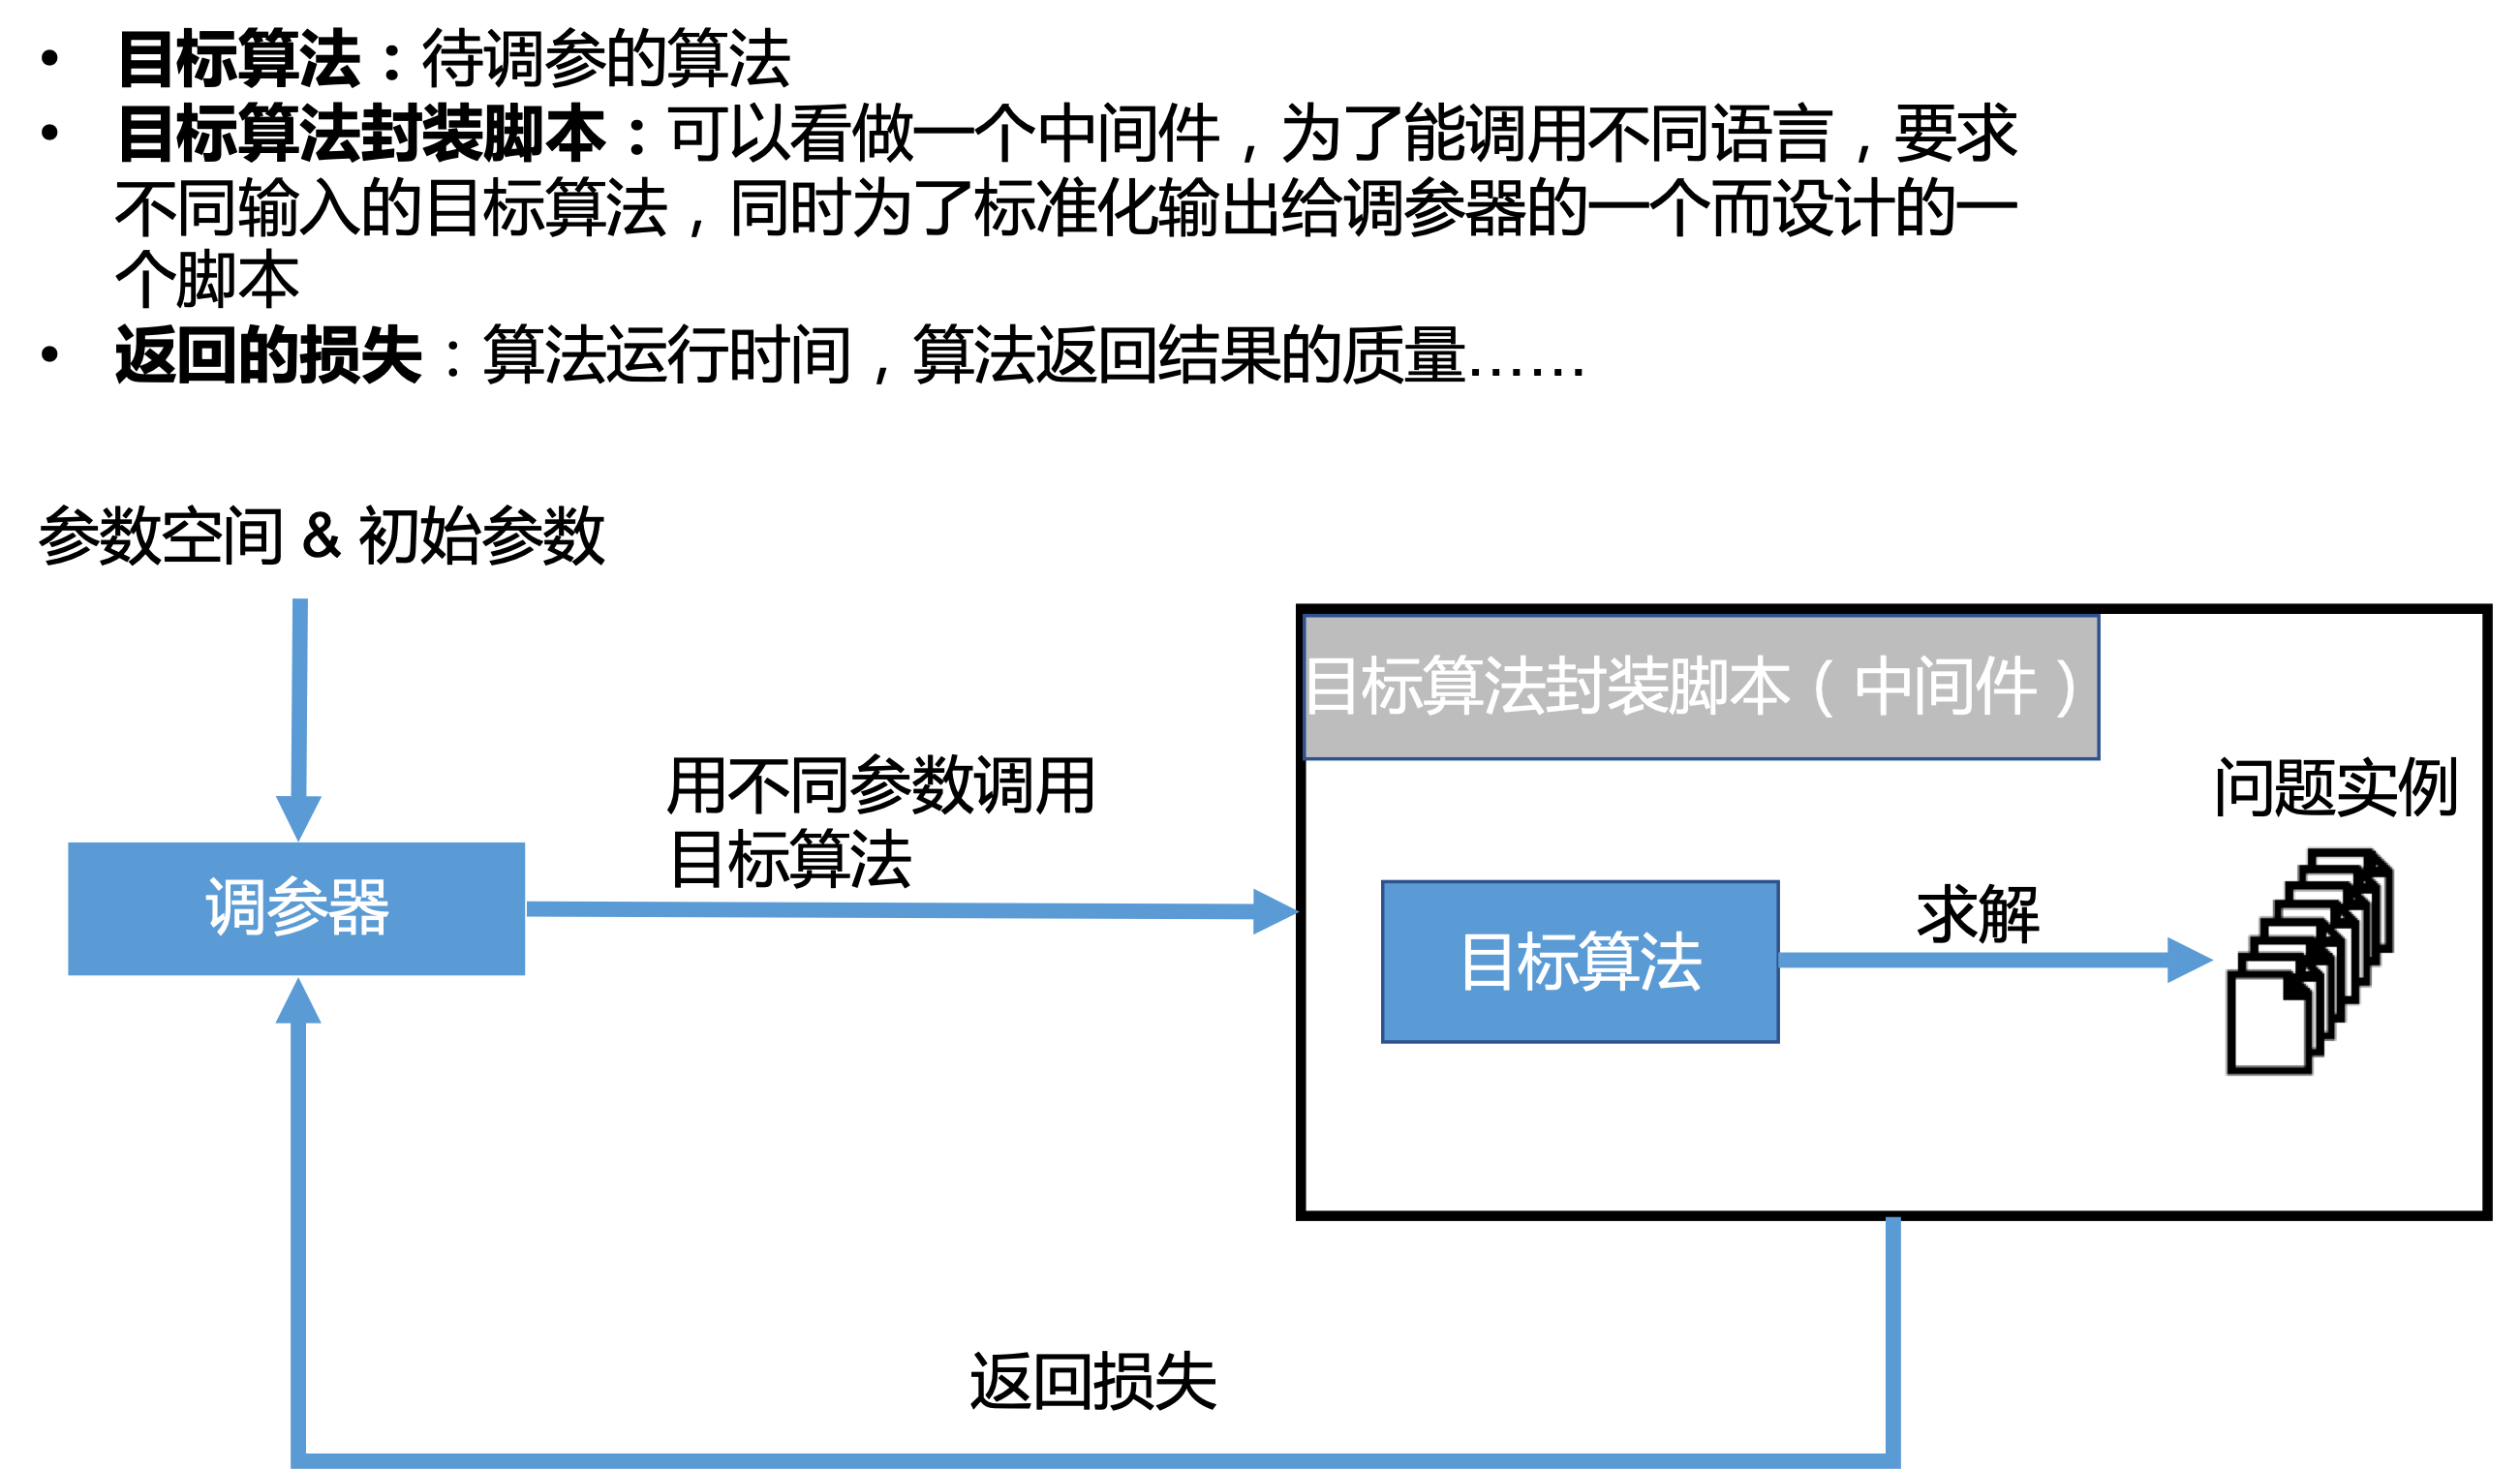 • 目标算法：待调参的算法
• 目标算法封装脚本：可以看做一个中间件，为了能调用不同语言，要求
不同输入的目标算法，同时为了标准化输出给调参器的一个而设计的一
个脚本
• 返回的损失：算法运行时间，算法返回结果的质量……
参数空间 & 初始参数
目标算法封装脚本（中间件）
用不同参数调用
目标算法
问题实例
调参器
求解
目标算法
返回损失